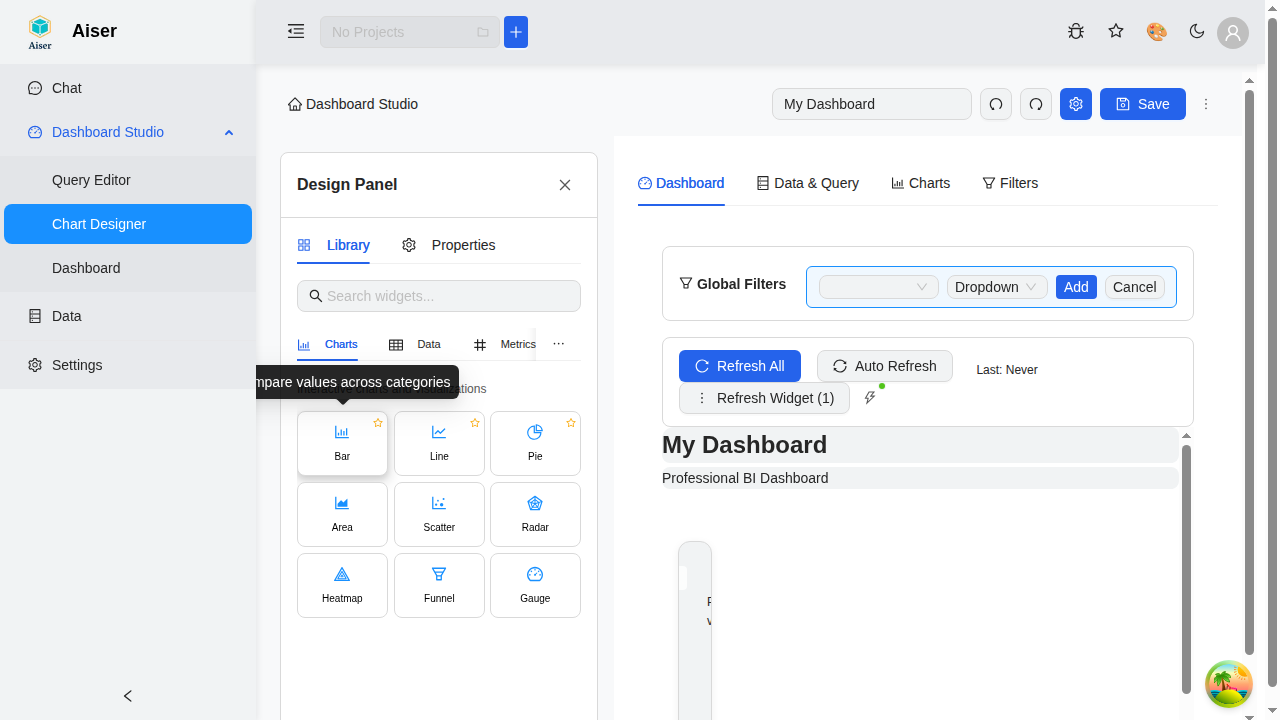 Aiser
Aiser
No Projects
Chat
Dashboard Studio
Query Editor
Chart Designer
Dashboard
Data
Settings
Dashboard Studio
My Dashboard
Save
Design Panel
Library
Properties
Search widgets...
Charts
Data
Metrics
mpare values across categories
Bar
Line
Pie
Area
Scatter
Radar
Heatmap
Funnel
Gauge
Dashboard
Data & Query
Charts
Filters
Global Filters
Dropdown
Add
Cancel
Refresh All
Auto Refresh
Last: Never
Refresh Widget (1)
My Dashboard
Professional BI Dashboard